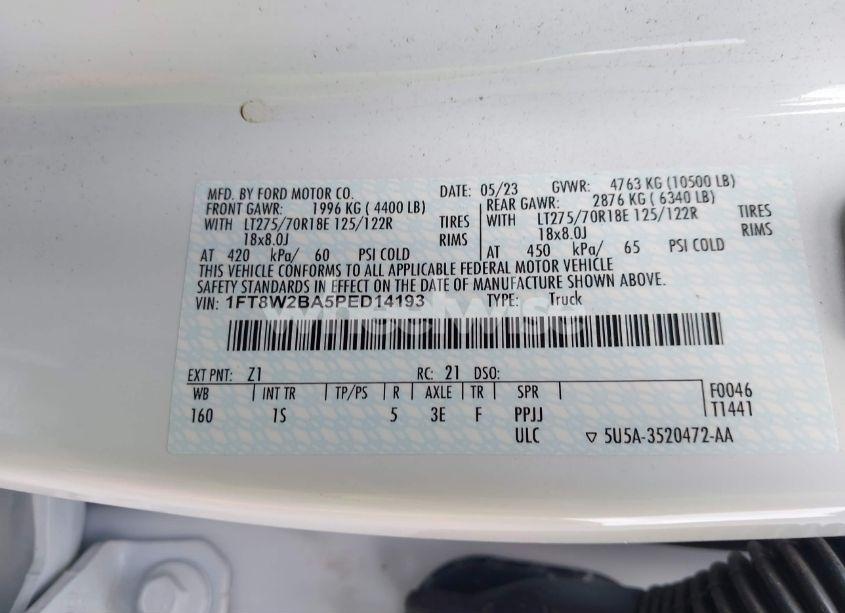 MFD. BY FORD MOTOR CO. DATE: 05/23 GVWR: 4763 KG (10500 LB)
FRONT GAWR: 1996 KG ( 4400 LB) REAR GAWR: 2876 KG ( 6340 LB)
WITH LT275/70R18E 125/122R TIRES WITH LT275/70R18E 125/122R TIRES
18x8.0J RIMS 18x8.0J RIMS
AT 420 kPa/ 60 PSI COLD AT 450 kPa/ 65 PSI COLD
THIS VEHICLE CONFORMS TO ALL APPLICABLE FEDERAL MOTOR VEHICLE
SAFETY STANDARDS IN EFFECT ON THE DATE OF MANUFACTURE SHOWN ABOVE.
VIN: 1FT8W2BA5PED14193 TYPE: Truck
wheelwise
EXT PNT: Z1 RC: 21 DSO:
WB INT TR TP/PS R AXLE TR SPR F0046
160 1S 5 3E F PPJJ T1441
ULC ▽ 5U5A-3520472-AA